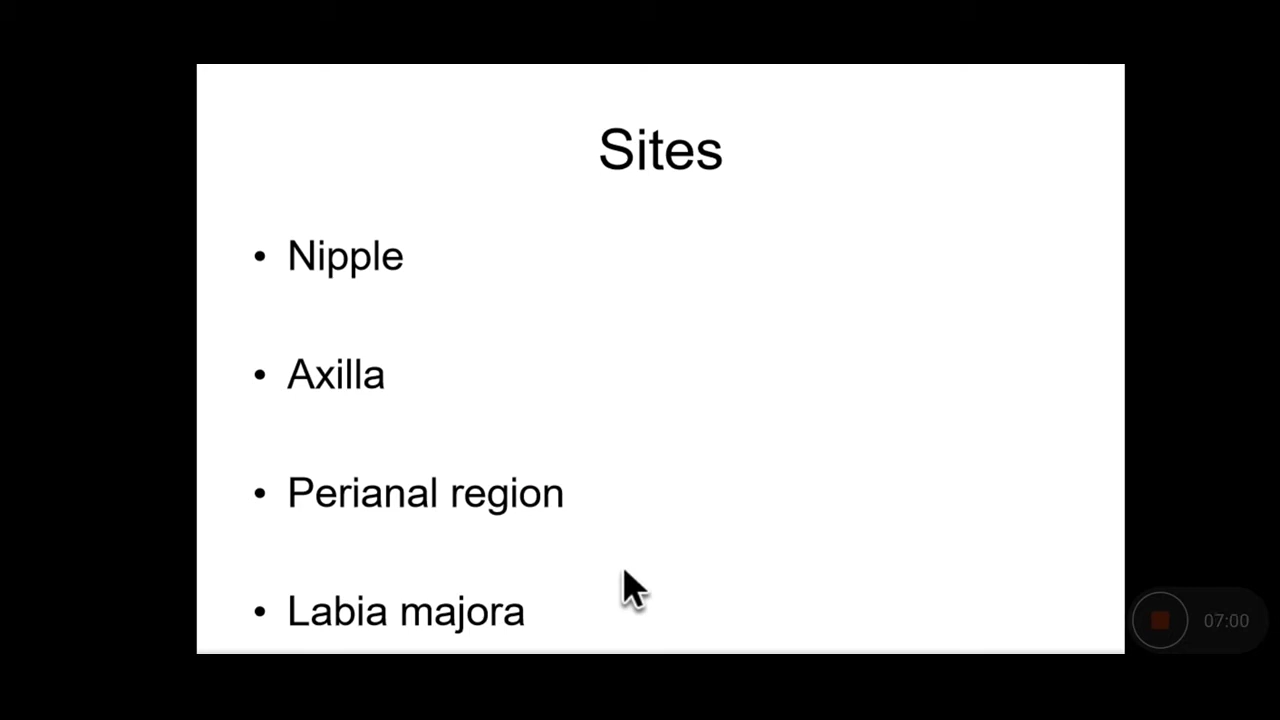 Sites
• Nipple
• Axilla
• Perianal region
• Labia majora
07:00